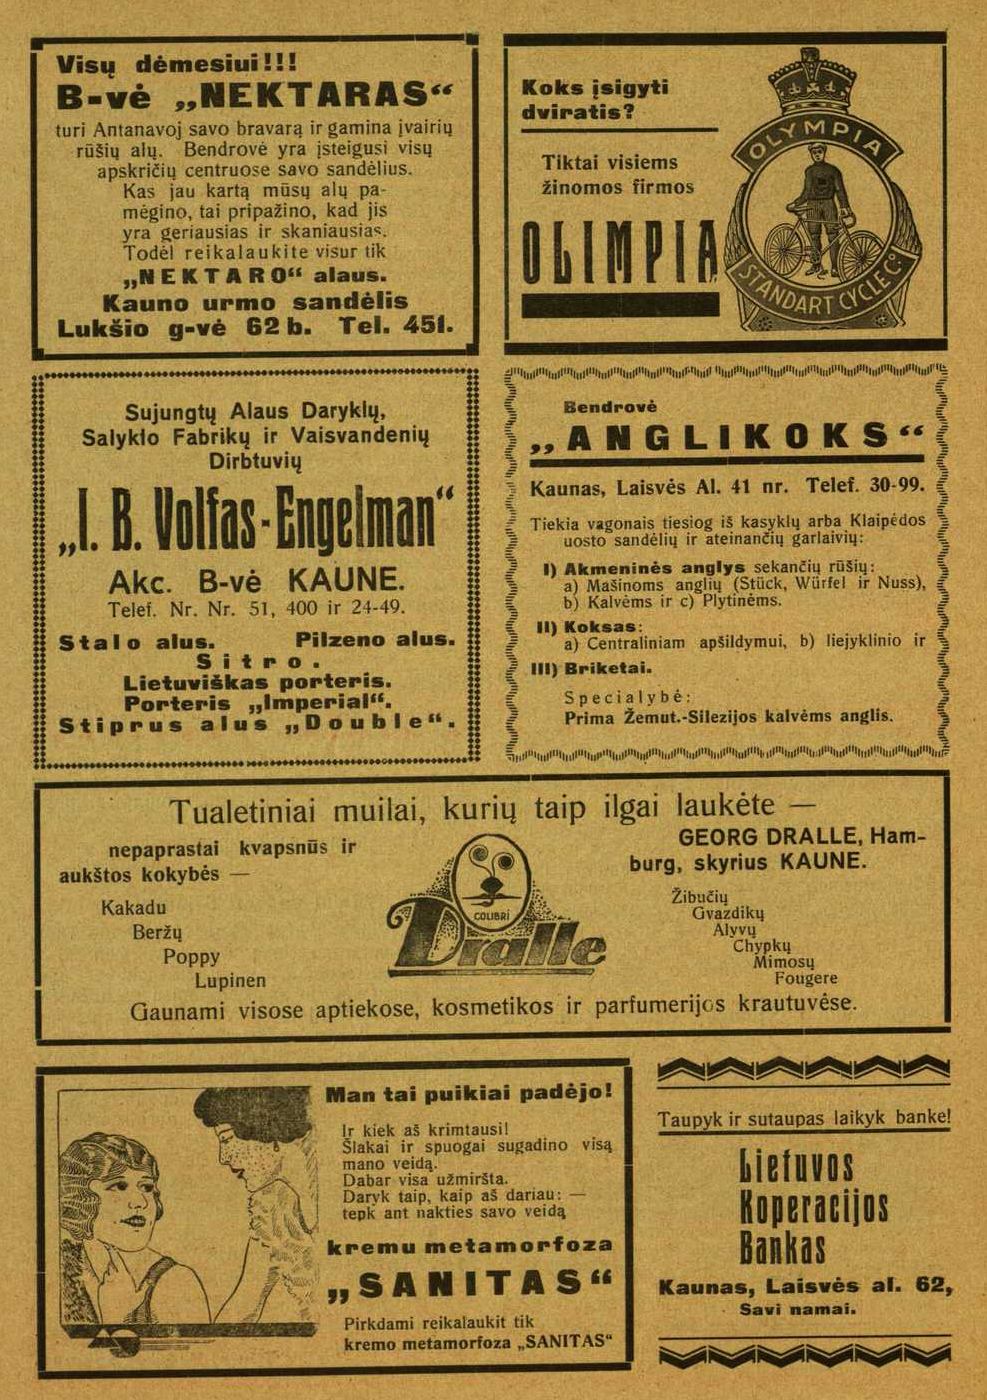 Visų dėmesiui!!!
B-vė „NEKTARAS“
turi Antanavoj savo bravarą ir gamina įvairių
rūšių alų. Bendrovė yra įsteigusi visų
apskričių centruose savo sandėlius.
Kas jau kartą mūsų alų pa-
mėgino, tai pripažino, kad jis
yra geriausias ir skaniausias.
Todėl reikalaukite visur tik
„NEKTARO“ alaus.
Kauno urmo sandėlis
Lukšio g-vė 62 b. Tel. 451.
Koks įsigyti
dviratis?
Tiktai visiems
žinomos firmos
OLIMPIA
OLYMPIA
STANDART CYCLE Cº
Sujungtų Alaus Daryklų,
Salyklo Fabrikų ir Vaisvandenių
Dirbtuvių
„I. B. Volfas-Engelman“
Akc. B-vė KAUNE.
Telef. Nr. Nr. 51, 400 ir 24-49.
Stalo alus. Pilzeno alus.
Sitro.
Lietuviškas porteris.
Porteris „Imperial“.
Stiprus alus „Double“.
Bendrovė
„ANGLIKOKS“
Kaunas, Laisvės Al. 41 nr. Telef. 30-99.
Tiekia vagonais tiesiog iš kasyklų arba Klaipėdos
uosto sandėlių ir ateinančių garlaivių:
I) Akmeninės anglys sekančių rūšių:
a) Mašinoms anglių (Stück, Würfel ir Nuss),
b) Kalvėms ir c) Plytinėms.
II) Koksas:
a) Centraliniam apšildymui, b) liejyklinio ir
III) Briketai.
Specialybė:
Prima Žemut.-Silezijos kalvėms anglis.
Tualetiniai muilai, kurių taip ilgai laukėte —
nepaprastai kvapsnūs ir
aukštos kokybės —
Kakadu
Beržų
Poppy
Lupinen
COLIBRI
Dralle
GEORG DRALLE, Ham-
burg, skyrius KAUNE.
Žibučių
Gvazdikų
Alyvų
Chypkų
Mimosų
Fougere
Gaunami visose aptiekose, kosmetikos ir parfumerijos krautuvėse.
Man tai puikiai padėjo!
Ir kiek aš krimtausi!
Šlakai ir spuogai sugadino visą
mano veidą.
Dabar visa užmiršta.
Daryk taip, kaip aš dariau: —
tepk ant nakties savo veidą
kremu metamorfoza
„SANITAS“
Pirkdami reikalaukit tik
kremo metamorfoza „SANITAS“
Taupyk ir sutaupas laikyk banke!
Lietuvos
Koperacijos
Bankas
Kaunas, Laisvės al. 62,
Savi namai.